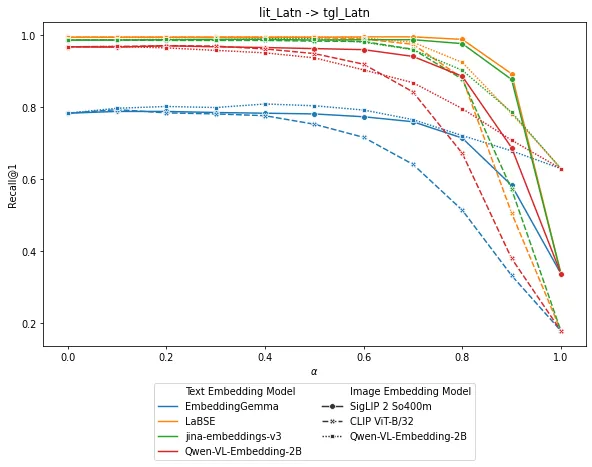 lit_Latn -> tgl_Latn
Recall@1
1.0
0.8
0.6
0.4
0.2
0.0 0.2 0.4 0.6 0.8 1.0
α
Text Embedding Model
EmbeddingGemma
LaBSE
jina-embeddings-v3
Qwen-VL-Embedding-2B
Image Embedding Model
SigLIP 2 So400m
CLIP ViT-B/32
Qwen-VL-Embedding-2B